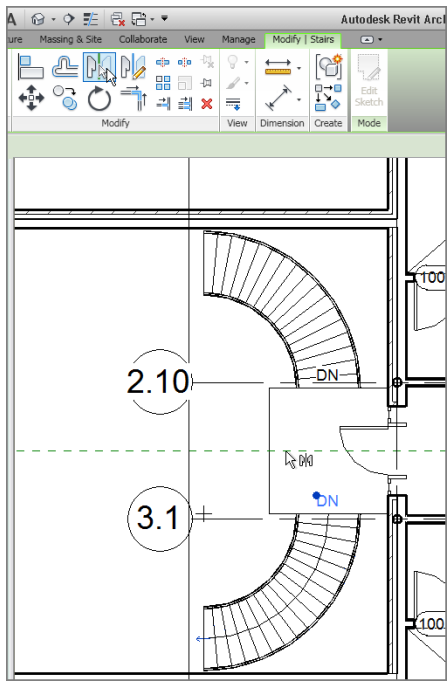 Autodesk Revit Arcl
ure Massing & Site Collaborate View Manage Modify | Stairs
Edit
Sketch
Modify View Dimension Create Mode
100
DN
2.10
DN
3.1
100